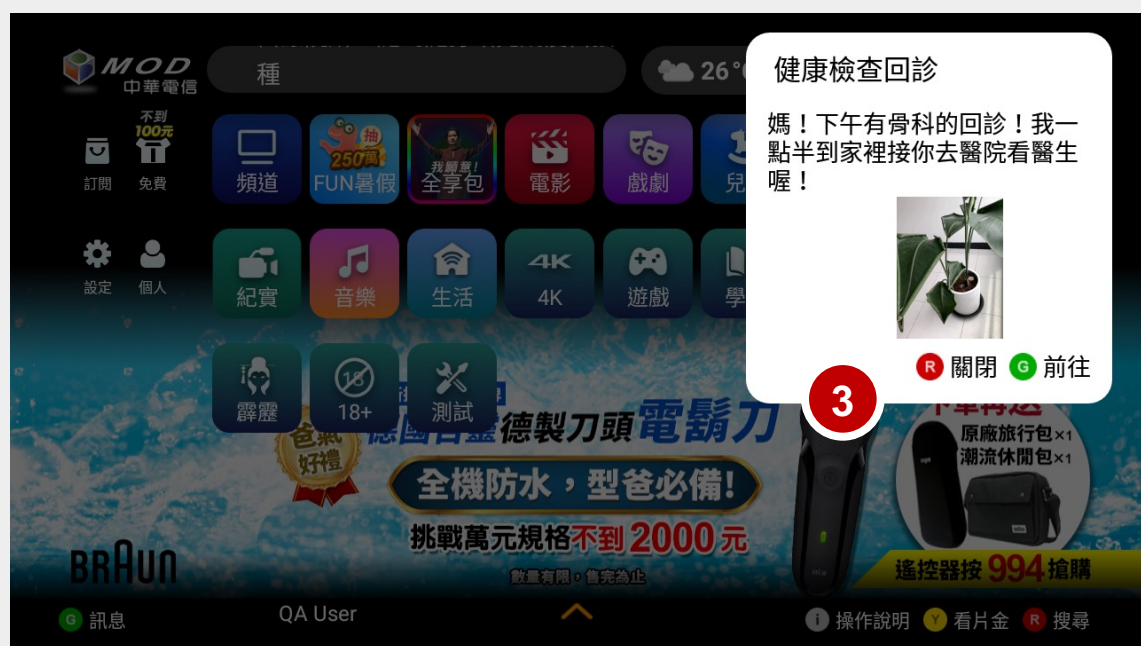 MOD
中華電信
種
26°
不到
100元
訂閱
免費
頻道
抽
250萬
FUN暑假
我願意!
全享包
電影
戲劇
兒
設定
個人
紀實
音樂
生活
4K
4K
遊戲
學
霹靂
18
18+
測試
健康檢查回診
媽！下午有骨科的回診！我一
點半到家裡接你去醫院看醫生
喔！
R 關閉 G 前往
3
爸氣
好禮
德國百靈德製刀頭電鬍刀
全機防水，型爸必備!
挑戰萬元規格不到 2000 元
數量有限，售完為止
BRAUN
下單再送
原廠旅行包×1
潮流休閒包×1
遙控器按 994 搶購
G 訊息
QA User
i 操作說明 Y 看片金 R 搜尋